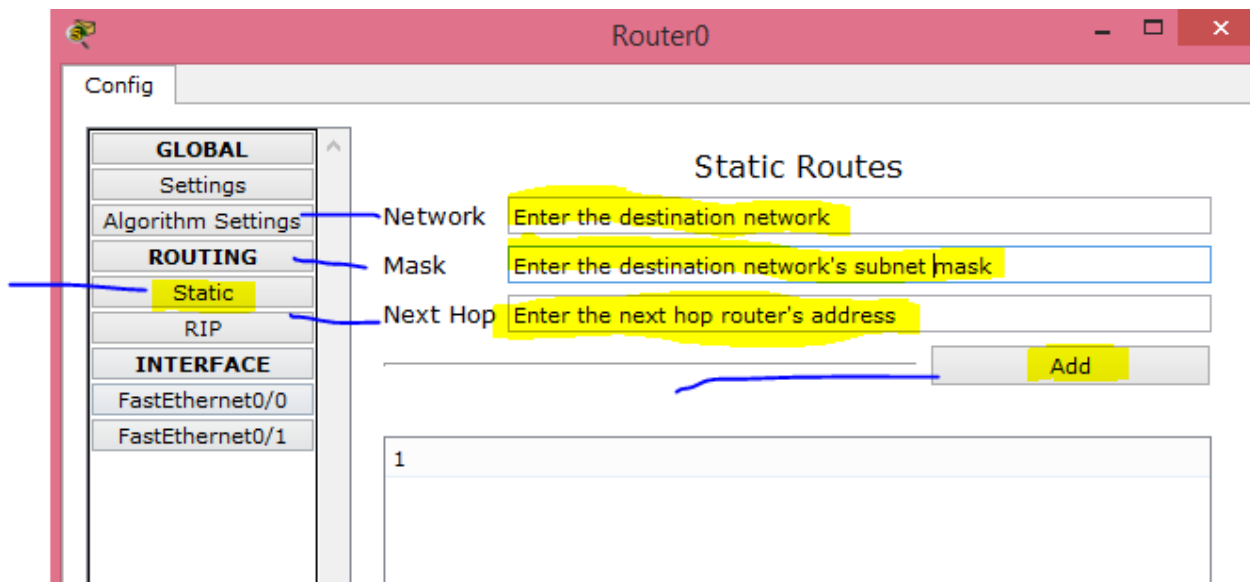 Router0
Config
GLOBAL
Settings
Algorithm Settings
ROUTING
Static
RIP
INTERFACE
FastEthernet0/0
FastEthernet0/1
Static Routes
Network Enter the destination network
Mask Enter the destination network's subnet mask
Next Hop Enter the next hop router's address
Add
1